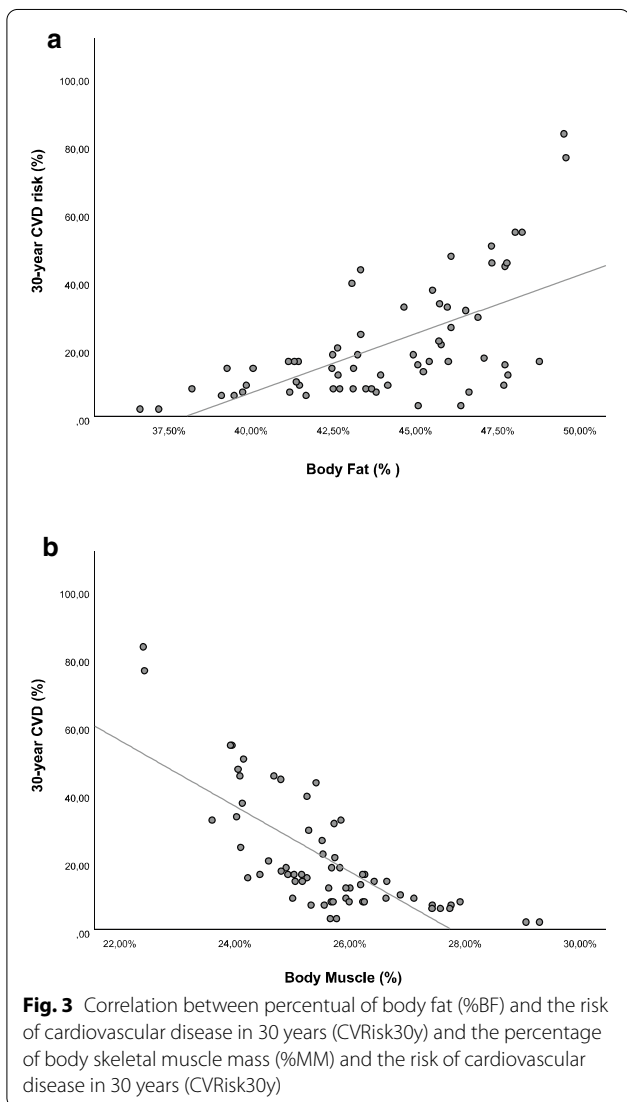 a
100,00
80,00
60,00
40,00
20,00
,00
30-year CVD risk (%)
37,50% 40,00% 42,50% 45,00% 47,50% 50,00%
Body Fat (% )
b
100,00
80,00
60,00
40,00
20,00
,00
30-year CVD (%)
22,00% 24,00% 26,00% 28,00% 30,00%
Body Muscle (%)
Fig. 3 Correlation between percentual of body fat (%BF) and the risk
of cardiovascular disease in 30 years (CVRisk30y) and the percentage
of body skeletal muscle mass (%MM) and the risk of cardiovascular
disease in 30 years (CVRisk30y)